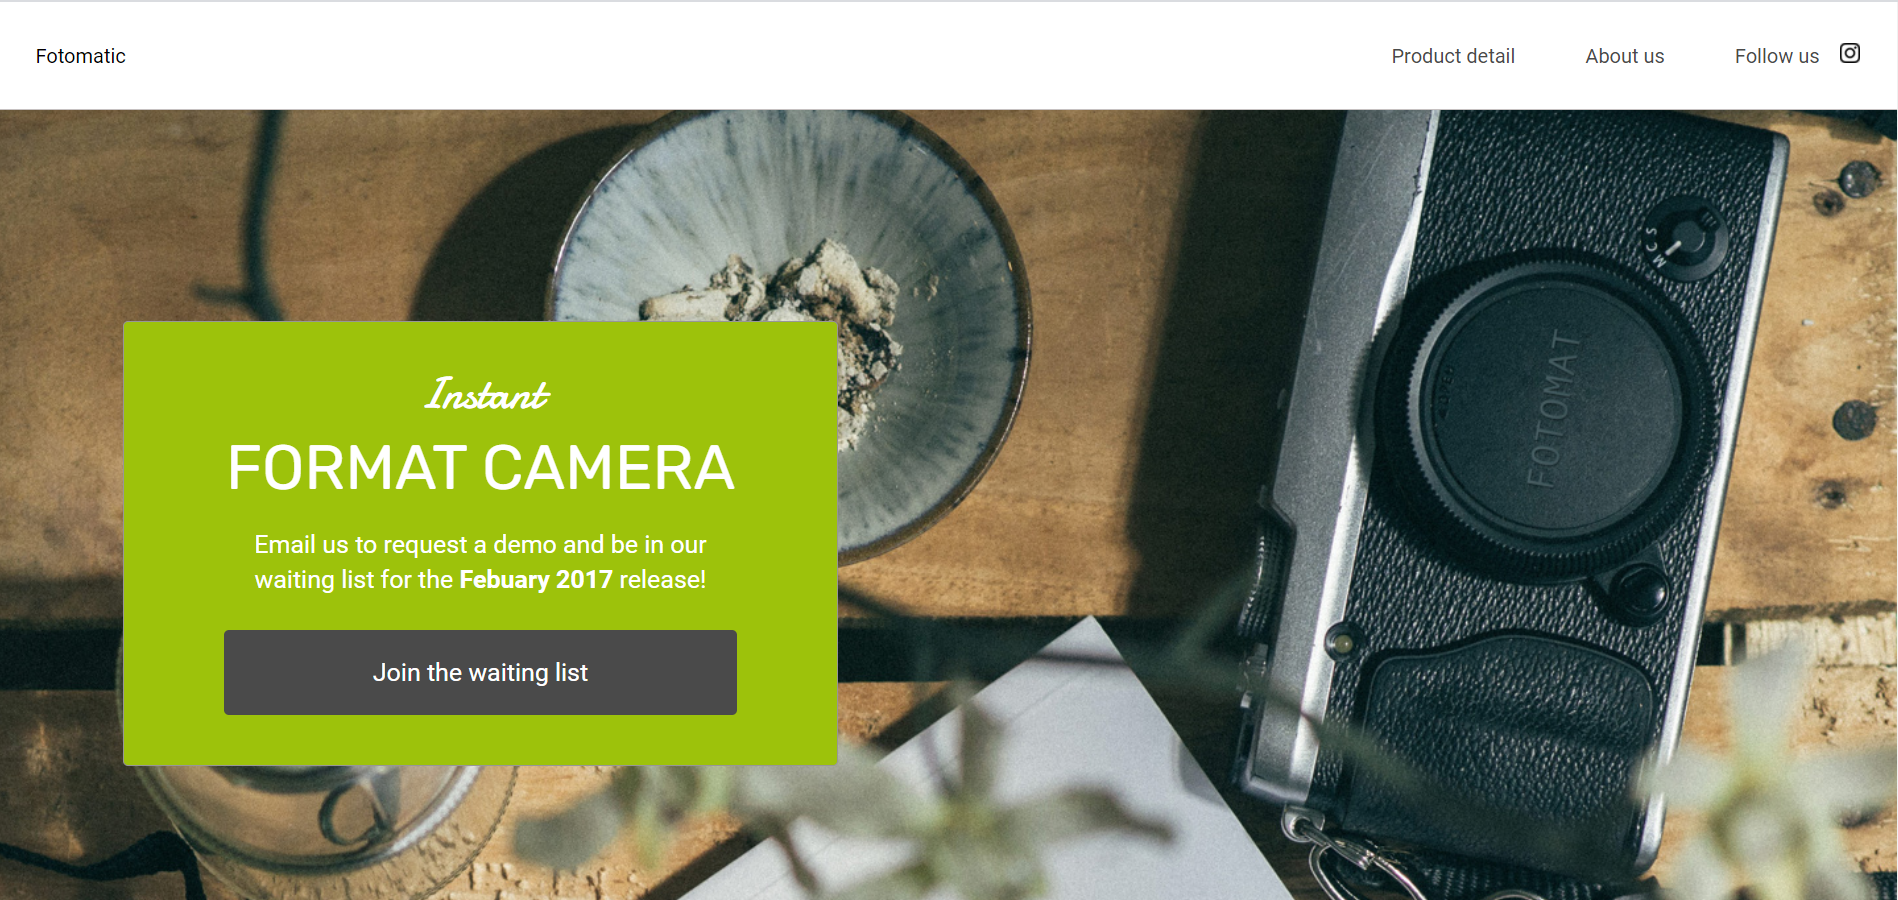 Fotomatic
Product detail
About us
Follow us
Instant
FORMAT CAMERA
Email us to request a demo and be in our
waiting list for the Febuary 2017 release!
Join the waiting list
FOTOMAT
M C S